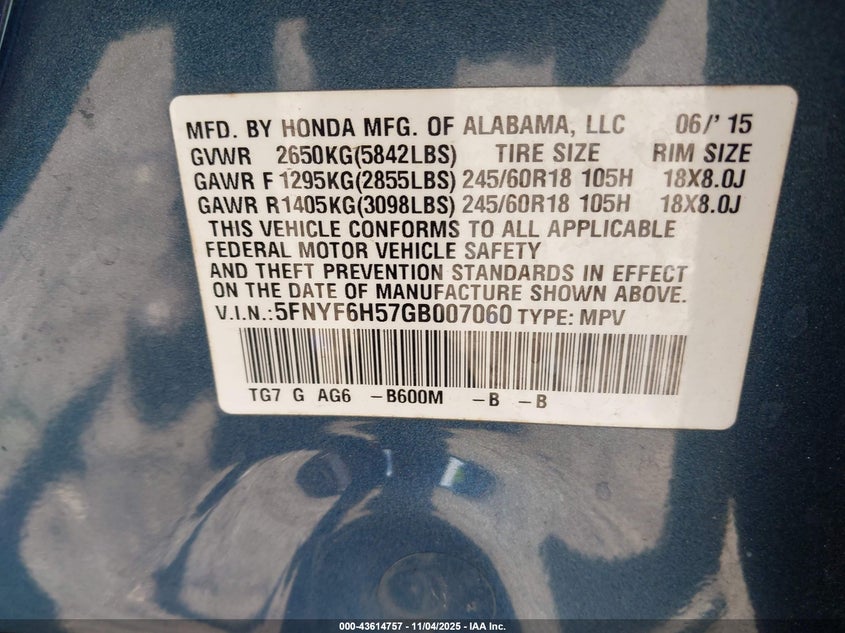 MFD. BY HONDA MFG. OF ALABAMA, LLC 06/' 15
GVWR 2650KG(5842LBS) TIRE SIZE RIM SIZE
GAWR F 1295KG(2855LBS) 245/60R18 105H 18X8.0J
GAWR R1405KG(3098LBS) 245/60R18 105H 18X8.0J
THIS VEHICLE CONFORMS TO ALL APPLICABLE
FEDERAL MOTOR VEHICLE SAFETY
AND THEFT PREVENTION STANDARDS IN EFFECT
ON THE DATE OF MANUFACTURE SHOWN ABOVE.
V.I.N.:5FNYF6H57GB007060 TYPE: MPV
TG7 G AG6 -B600M -B -B
000-43614757 - 11/04/2025 - IAA Inc.